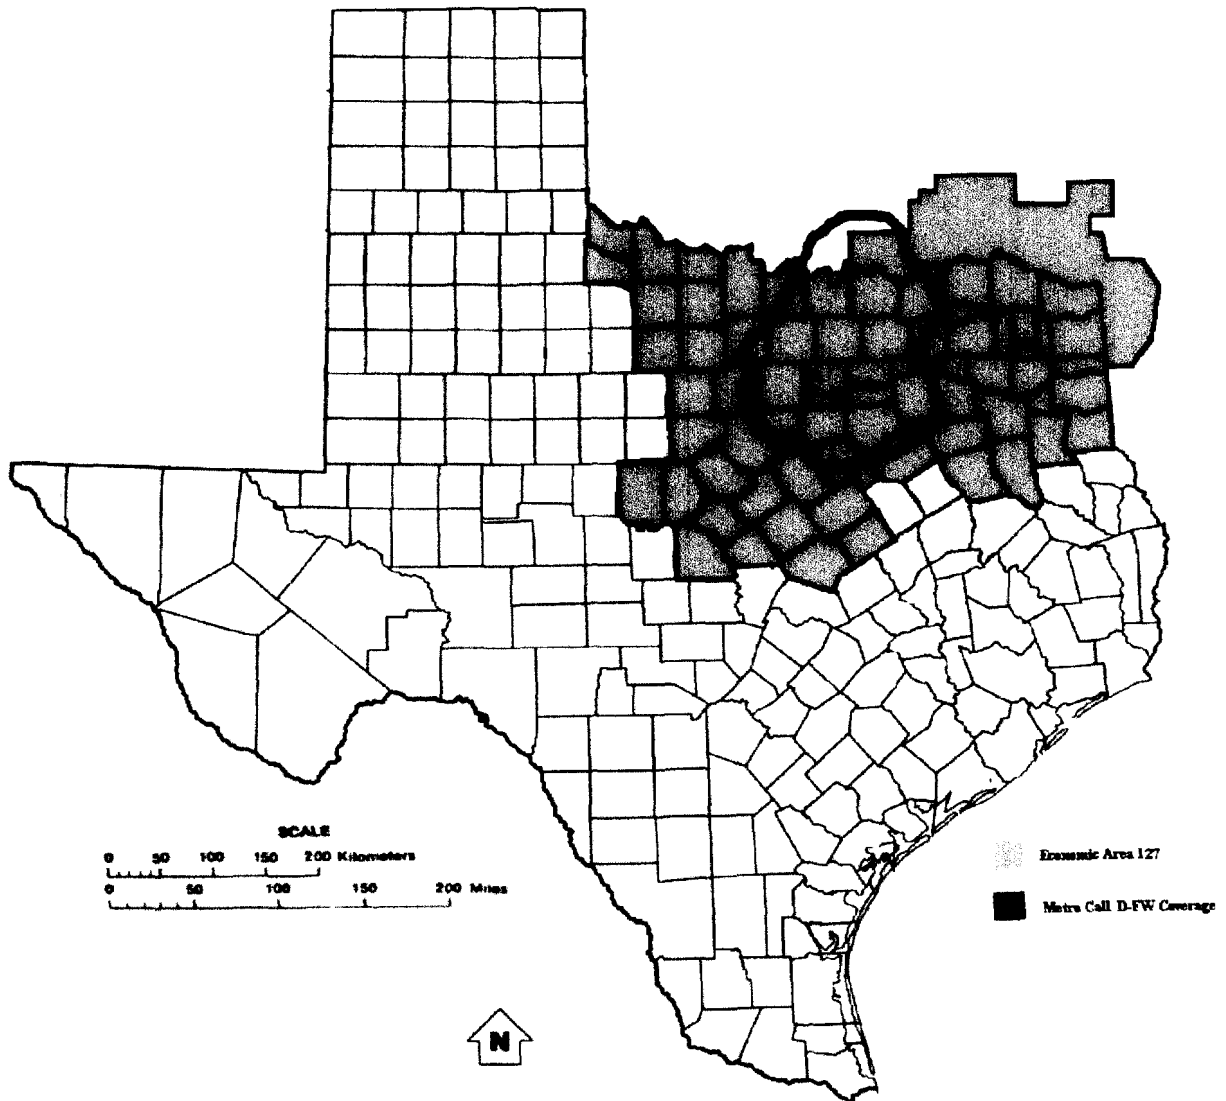 SCALE
0 50 100 150 200 Kilometers
0 50 100 150 200 Miles
Economic Area 127
Metro Call D-FW Coverage
N